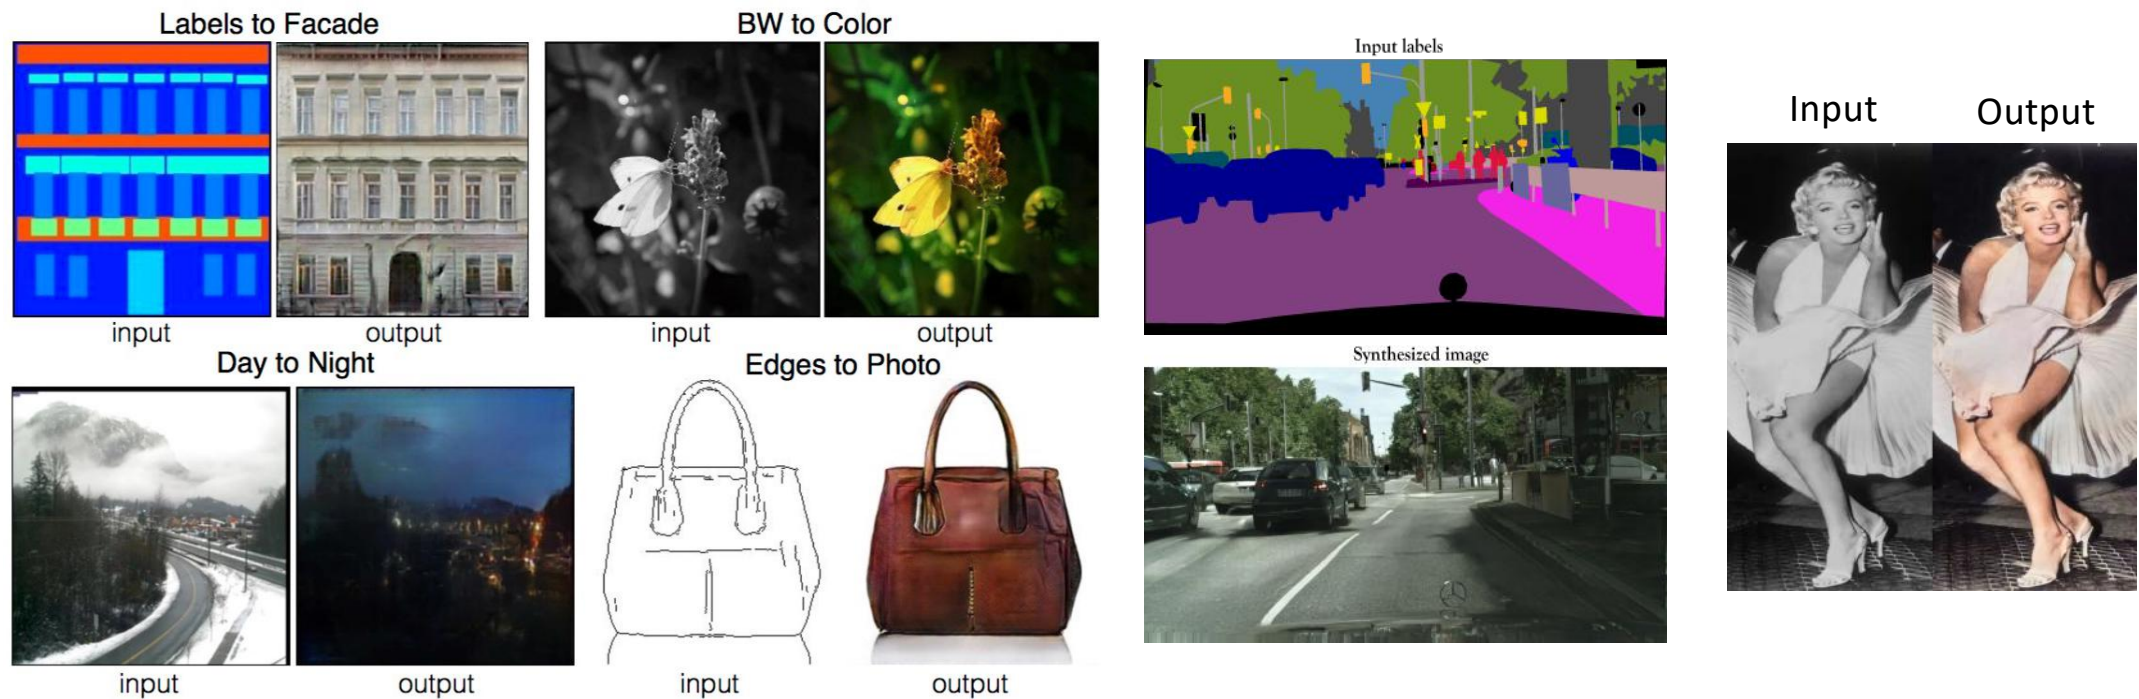 Labels to Facade
BW to Color
input
output
input
output
Day to Night
Edges to Photo
input
output
input
output
Input labels
Synthesized image
Input
Output